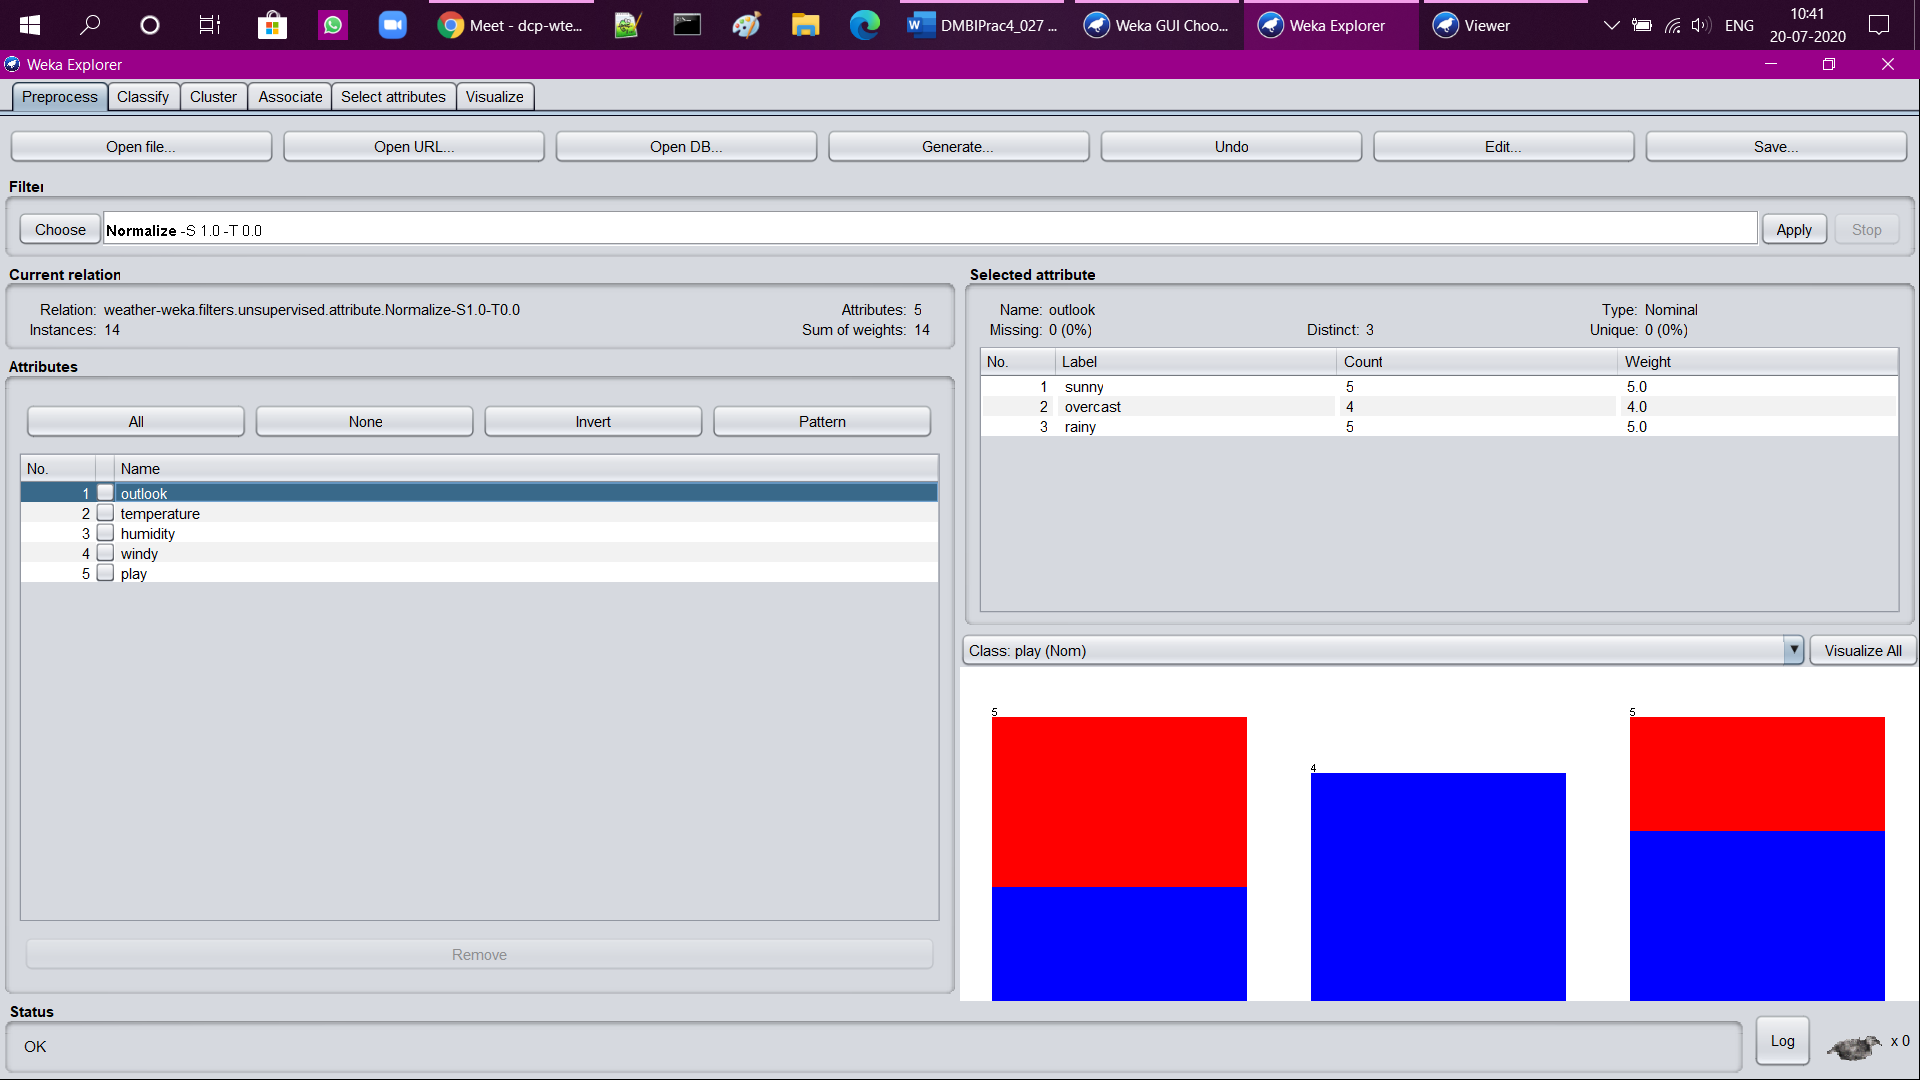 Meet - dcp-wte...
DMBIPrac4_027 ...
Weka GUI Choo...
Weka Explorer
Viewer
ENG
10:41
20-07-2020
Weka Explorer
Preprocess Classify Cluster Associate Select attributes Visualize
Open file... Open URL... Open DB... Generate... Undo Edit... Save...
Filter
Choose Normalize -S 1.0 -T 0.0 Apply Stop
Current relation
Relation: weather-weka.filters.unsupervised.attribute.Normalize-S1.0-T0.0 Attributes: 5
Instances: 14 Sum of weights: 14
Attributes
All None Invert Pattern
No. Name
1 outlook
2 temperature
3 humidity
4 windy
5 play
Remove
Selected attribute
Name: outlook Type: Nominal
Missing: 0 (0%) Distinct: 3 Unique: 0 (0%)
No. Label Count Weight
1 sunny 5 5.0
2 overcast 4 4.0
3 rainy 5 5.0
Class: play (Nom) Visualize All
5
4
5
Status
OK
Log
x 0